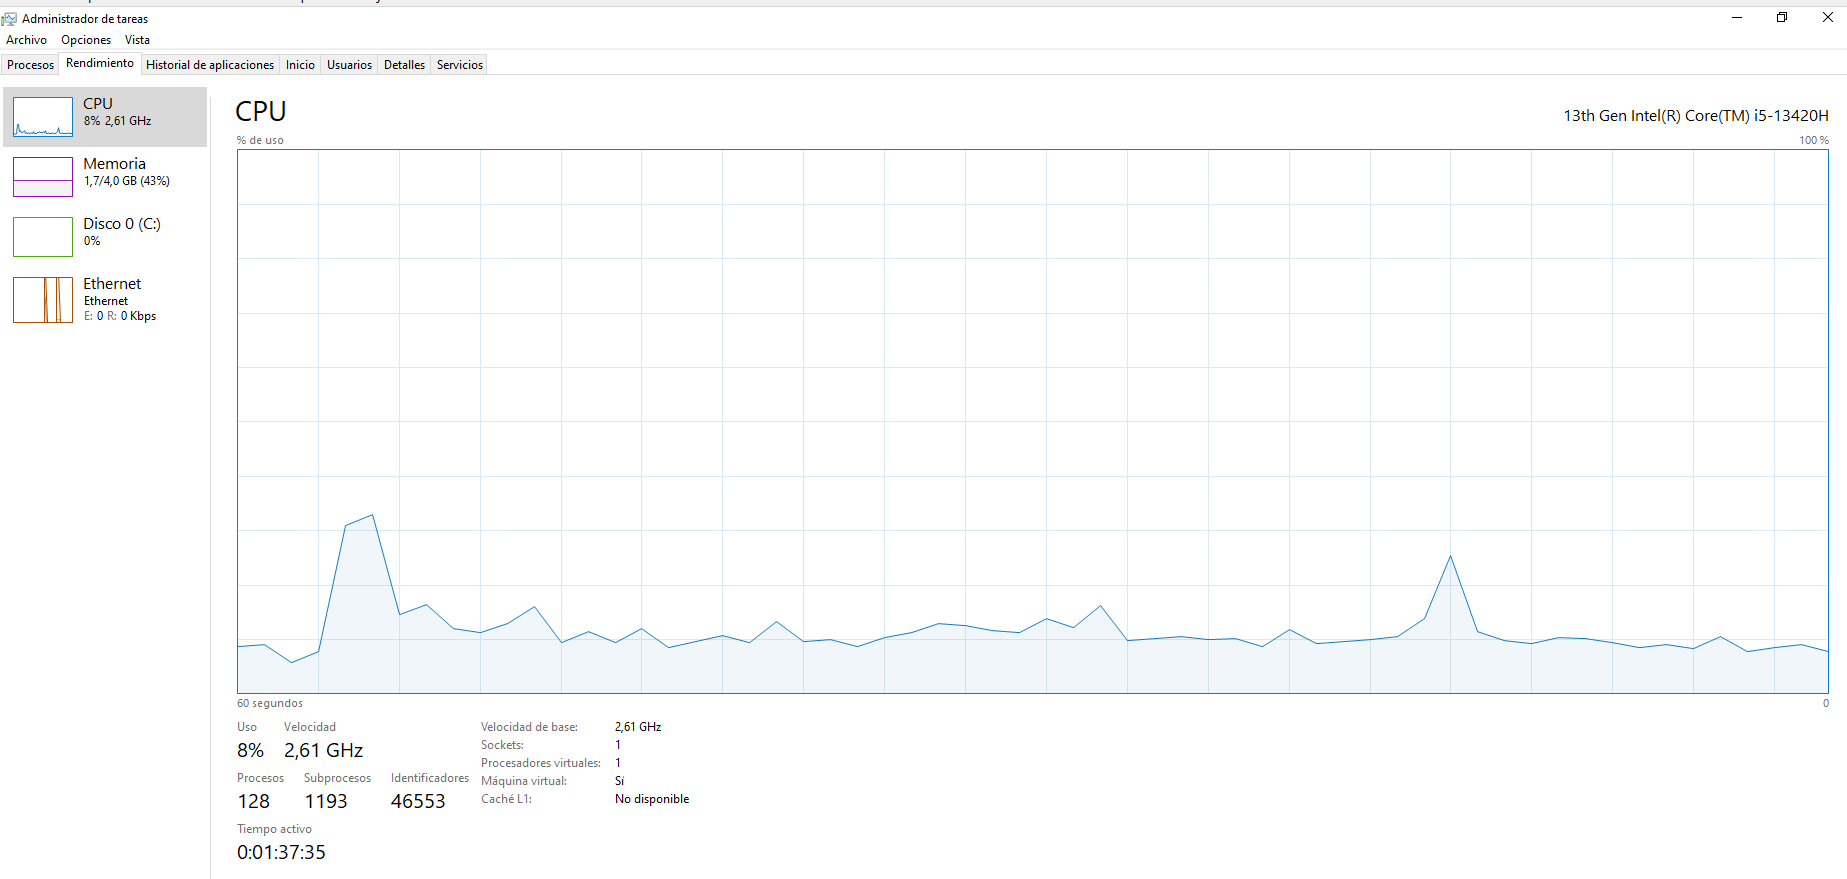 Administrador de tareas
Archivo Opciones Vista
Procesos Rendimiento Historial de aplicaciones Inicio Usuarios Detalles Servicios
CPU
8% 2,61 GHz
Memoria
1,7/4,0 GB (43%)
Disco 0 (C:)
0%
Ethernet
Ethernet
E: 0 R: 0 Kbps
CPU
13th Gen Intel(R) Core(TM) i5-13420H
% de uso
100 %
60 segundos
0
Uso
8%
Velocidad
2,61 GHz
Procesos
128
Subprocesos
1193
Identificadores
46553
Tiempo activo
0:01:37:35
Velocidad de base: 2,61 GHz
Sockets: 1
Procesadores virtuales: 1
Máquina virtual: Sí
Caché L1: No disponible